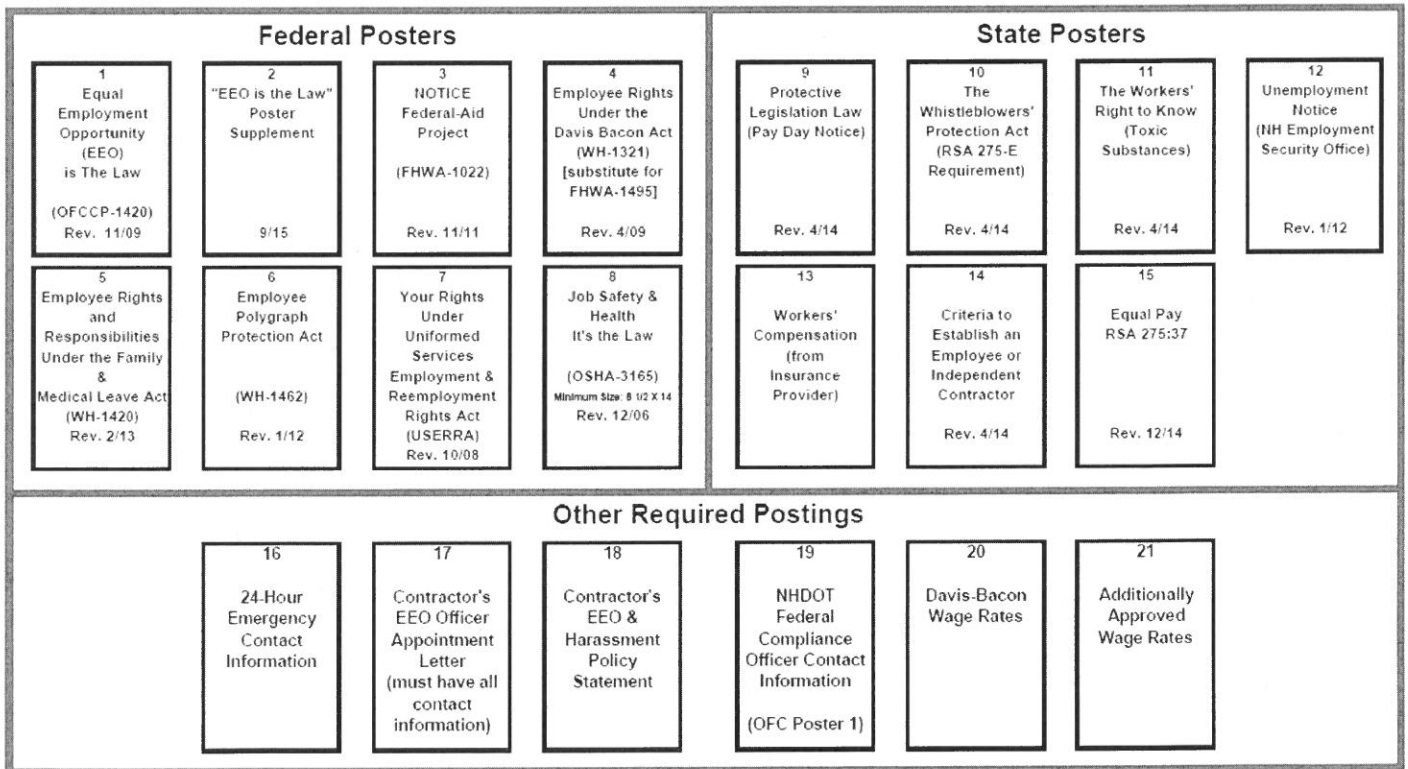 Federal Posters
1
Equal
Employment
Opportunity
(EEO)
is The Law
(OFCCP-1420)
Rev. 11/09
2
"EEO is the Law"
Poster
Supplement
9/15
3
NOTICE
Federal-Aid
Project
(FHWA-1022)
Rev. 11/11
4
Employee Rights
Under the
Davis Bacon Act
(WH-1321)
[substitute for
FHWA-1495]
Rev. 4/09
5
Employee Rights
and
Responsibilities
Under the Family
&
Medical Leave Act
(WH-1420)
Rev. 2/13
6
Employee
Polygraph
Protection Act
(WH-1462)
Rev. 1/12
7
Your Rights
Under
Uniformed
Services
Employment &
Reemployment
Rights Act
(USERRA)
Rev. 10/08
8
Job Safety &
Health
It's the Law
(OSHA-3165)
Minimum Size: 8 1/2 X 14
Rev. 12/06
State Posters
9
Protective
Legislation Law
(Pay Day Notice)
Rev. 4/14
10
The
Whistleblowers'
Protection Act
(RSA 275-E
Requirement)
Rev. 4/14
11
The Workers'
Right to Know
(Toxic
Substances)
Rev. 4/14
12
Unemployment
Notice
(NH Employment
Security Office)
Rev. 1/12
13
Workers'
Compensation
(from
Insurance
Provider)
14
Criteria to
Establish an
Employee or
Independent
Contractor
Rev. 4/14
15
Equal Pay
RSA 275:37
Rev. 12/14
Other Required Postings
16
24-Hour
Emergency
Contact
Information
17
Contractor's
EEO Officer
Appointment
Letter
(must have all
contact
information)
18
Contractor's
EEO &
Harassment
Policy
Statement
19
NHDOT
Federal
Compliance
Officer Contact
Information
(OFC Poster 1)
20
Davis-Bacon
Wage Rates
21
Additionally
Approved
Wage Rates